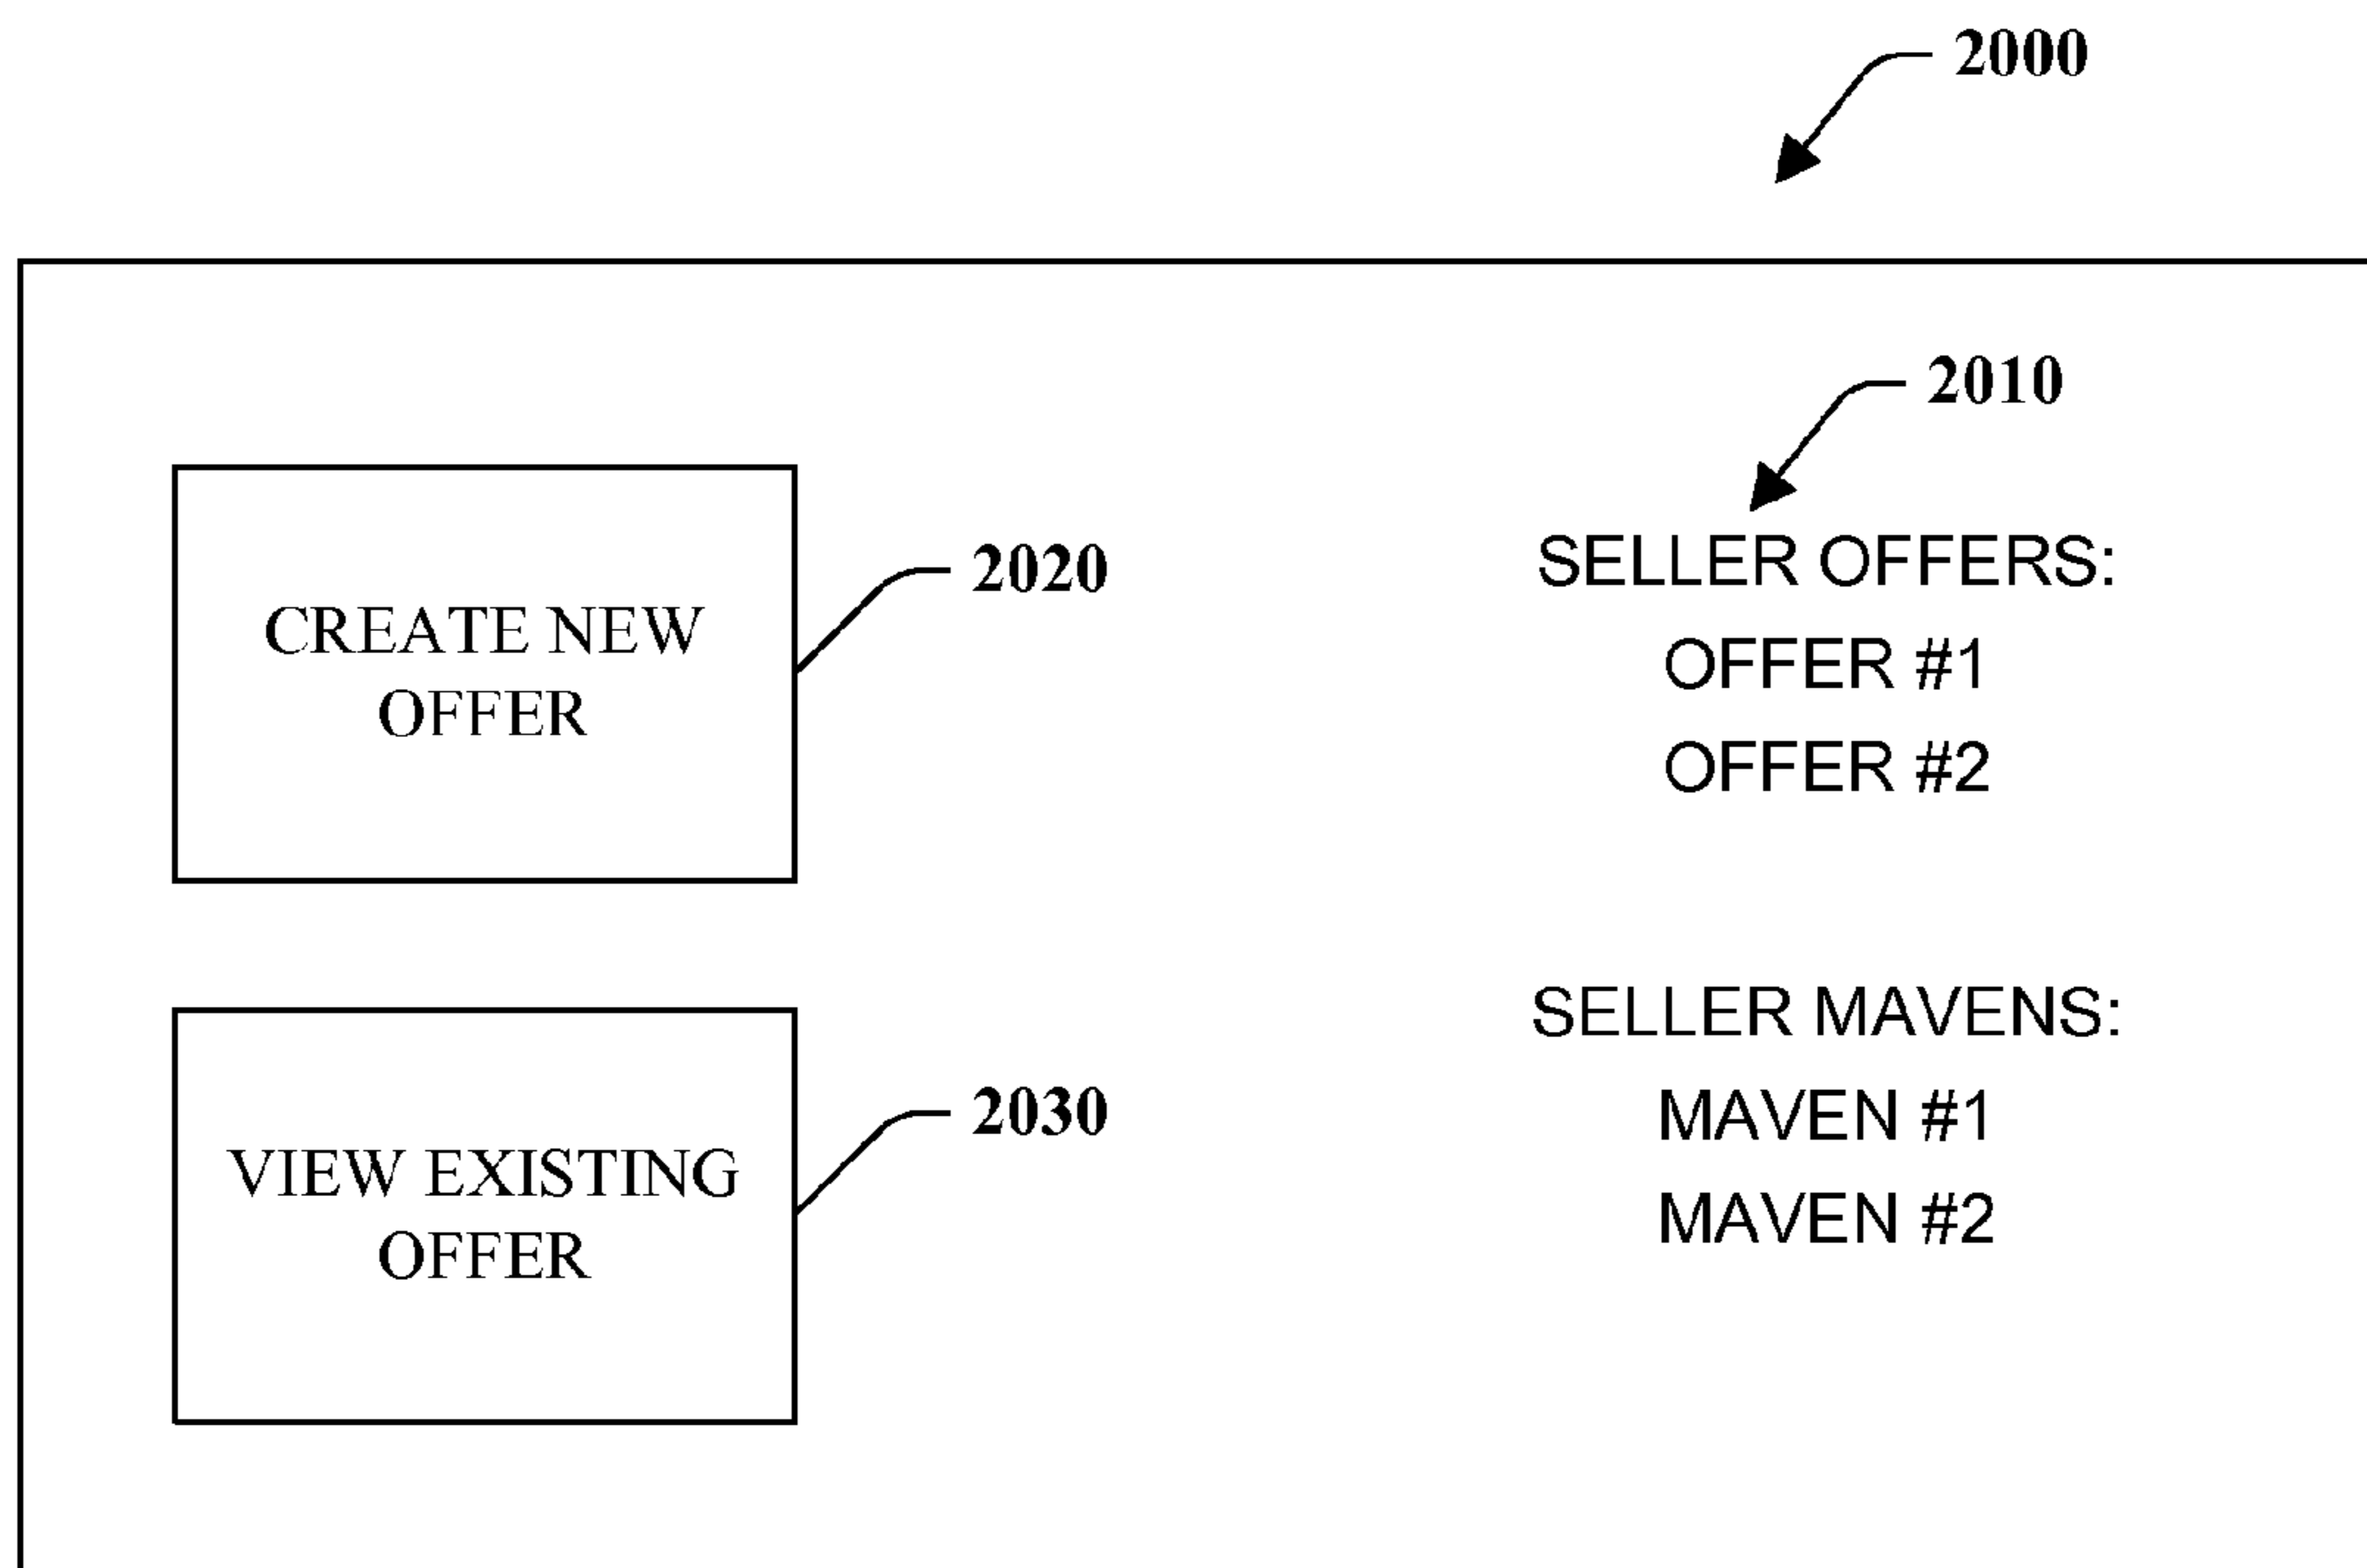 2000
2010
2020
CREATE NEW
OFFER
SELLER OFFERS:
OFFER #1
OFFER #2
2030
VIEW EXISTING
OFFER
SELLER MAVENS:
MAVEN #1
MAVEN #2